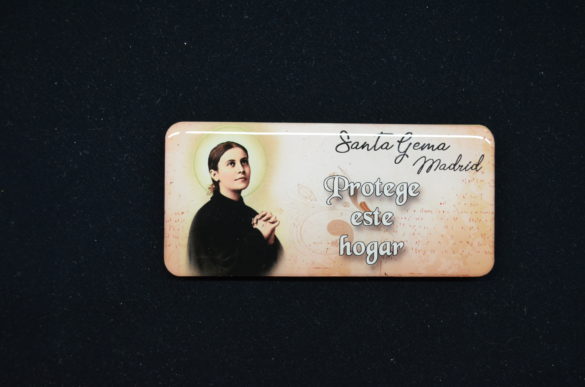 Santa Gema
Madrid
Protege
este
hogar